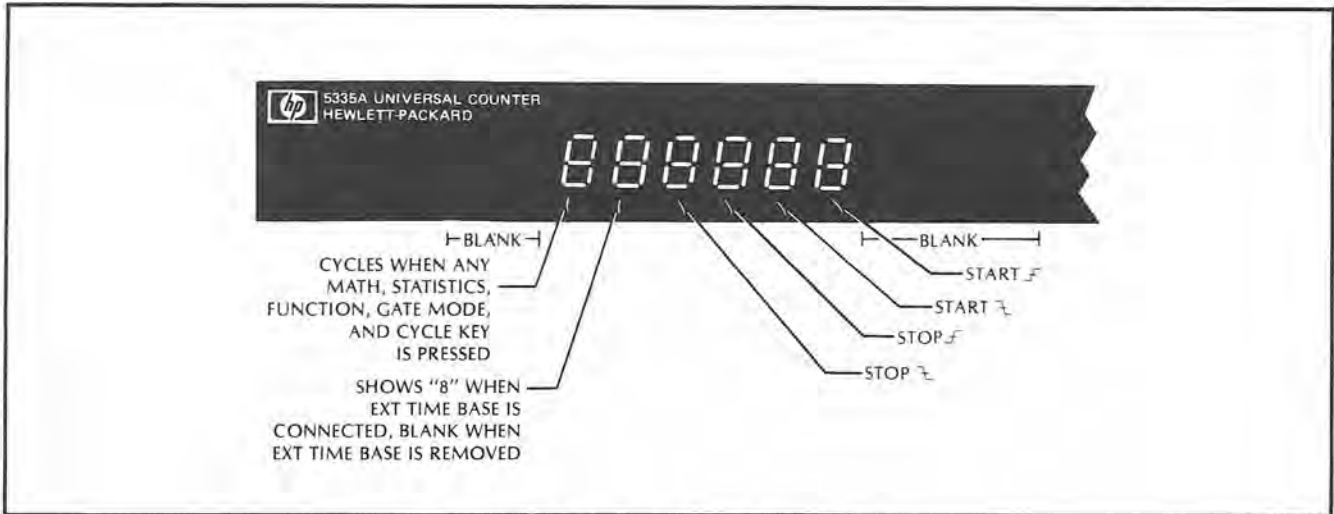 hp 5335A UNIVERSAL COUNTER
HEWLETT-PACKARD
888888
BLANK
BLANK
CYCLES WHEN ANY
MATH, STATISTICS,
FUNCTION, GATE MODE,
AND CYCLE KEY
IS PRESSED
SHOWS "8" WHEN
EXT TIME BASE IS
CONNECTED, BLANK WHEN
EXT TIME BASE IS REMOVED
START
START
STOP
STOP